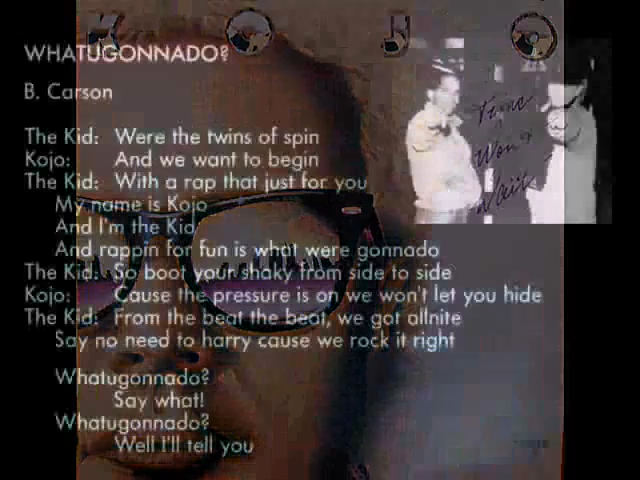 WHATUGONNADO?
B. Carson
The Kid: Were the twins of spin
Kojo: And we want to begin
The Kid: With a rap that just for you
My name is Kojo
And I'm the Kid
And rappin for fun is what were gonnado
The Kid: So boot your shaky from side to side
Kojo: Cause the pressure is on we won't let you hide
The Kid: From the beat the beat, we got allnite
Say no need to harry cause we rock it right
Whatugonnado?
Say what!
Whatugonnado?
Well I'll tell you
Time
Won't
Wait